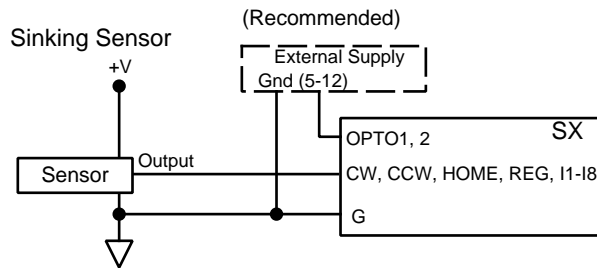 (Recommended)
Sinking Sensor
+V
External Supply
Gnd (5-12)
OPTO1, 2
SX
Output
Sensor
CW, CCW, HOME, REG, I1-I8
G